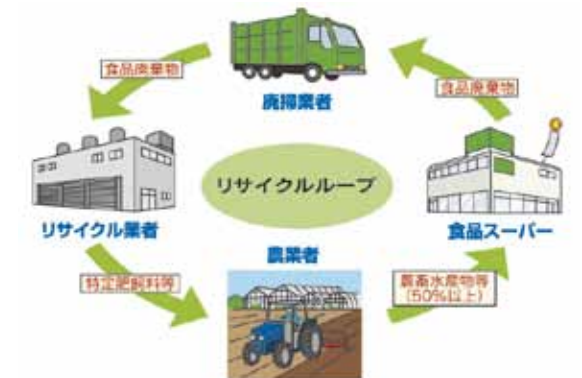 食品廃棄物
廃掃業者
食品廃棄物
リサイクルループ
リサイクル業者
食品スーパー
農業者
特定肥飼料等
農畜水産物等
(50%以上)